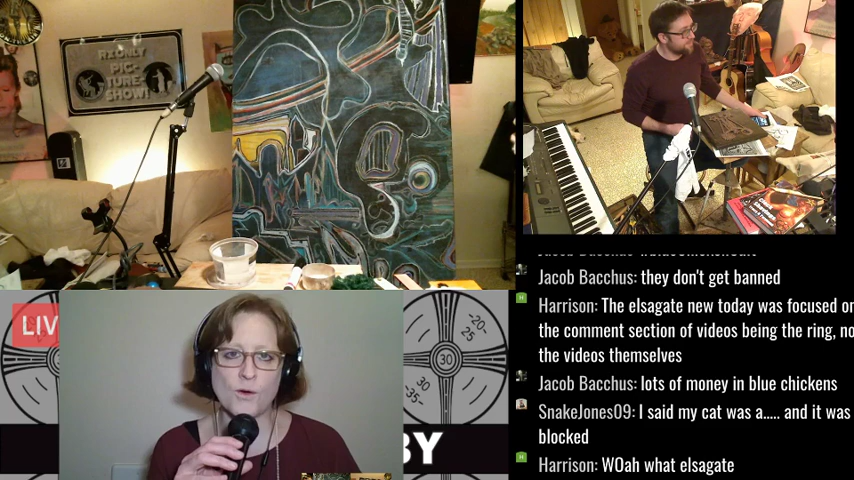 REONLY
PIC-
TURES
SHOW!
LIV
-20-
25
30
30
-35-
BY
Jacob Bacchus: they don't get banned
Harrison: The elsagate new today was focused on
the comment section of videos being the ring, no
the videos themselves
Jacob Bacchus: lots of money in blue chickens
SnakeJones09: I said my cat was a..... and it was
blocked
Harrison: WOah what elsagate